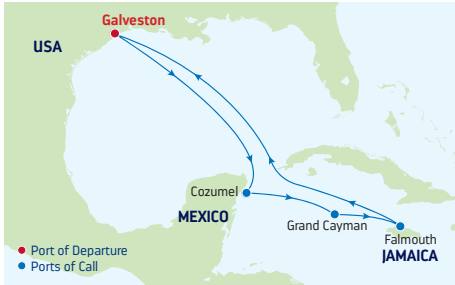 Galveston
USA
Cozumel
MEXICO
Grand Cayman
Falmouth
JAMAICA
Port of Departure
Ports of Call